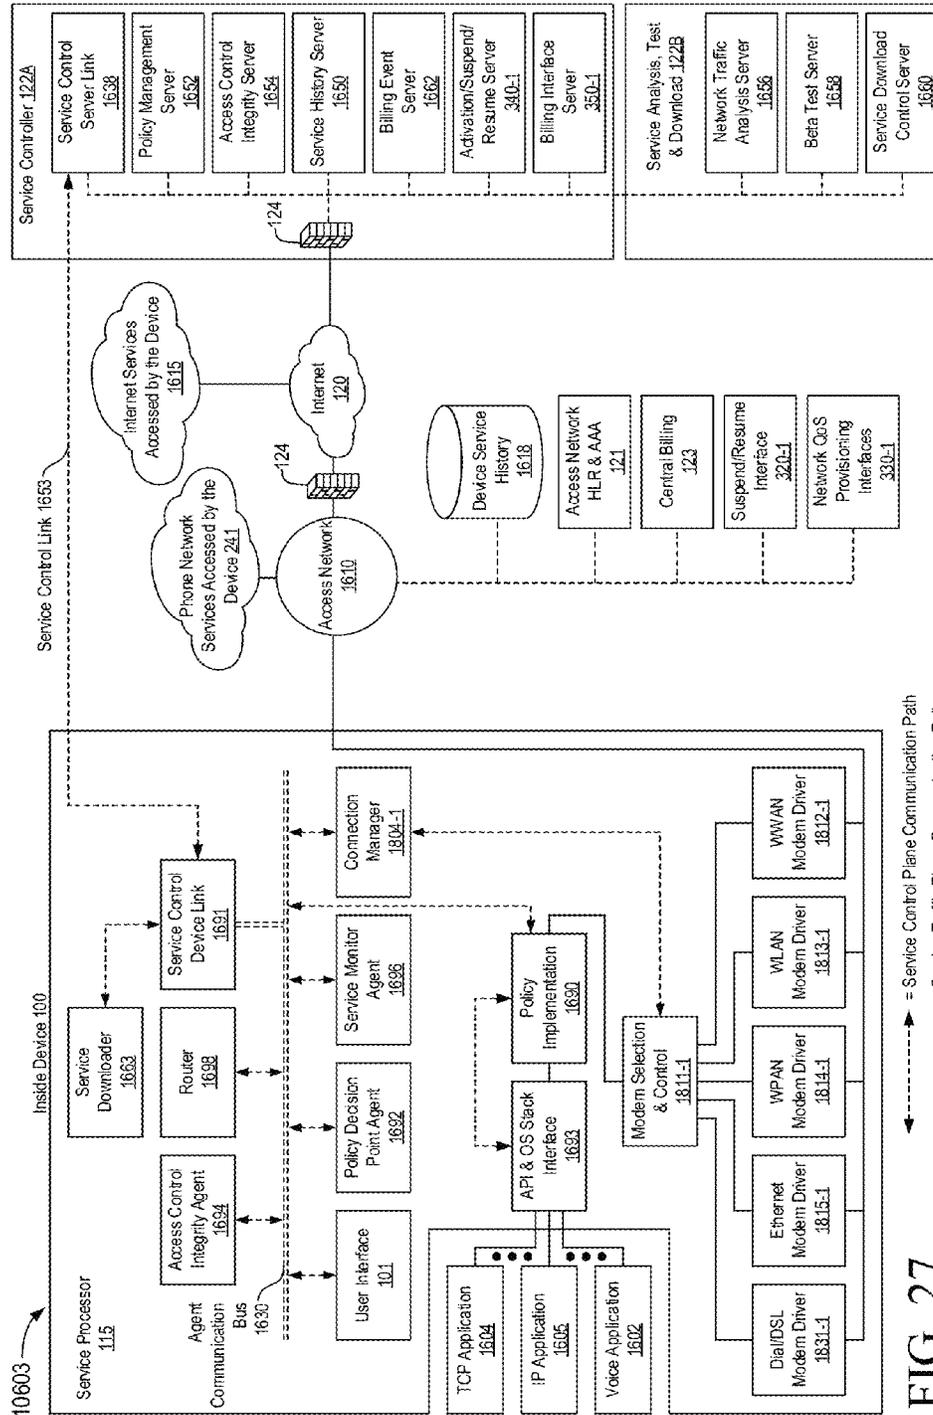 10603
Service Processor
115
Inside Device 100
Service
Downloader
1663
Access Control
Integrity Agent
1694
Router
1698
Service Control
Device Link
1691
Agent
Communication
Bus
1630
User Interface
101
Policy Decision
Point Agent
1692
Service Monitor
Agent
1696
Connection
Manager
1804-1
TCP Application
1604
IP Application
1605
Voice Application
1602
API & OS Stack
Interface
1693
Policy
Implementation
1690
Modem Selection
& Control
1811-1
Dial/DSL
Modem Driver
1831-1
Ethernet
Modem Driver
1815-1
WPAN
Modem Driver
1814-1
WLAN
Modem Driver
1813-1
WWAN
Modem Driver
1812-1
Service Control Link 1653
Phone Network
Services Accessed by the
Device 241
Access Network
1610
124
Internet Services
Accessed by the Device
1615
Internet
120
124
Device Service
History
1618
Access Network
HLR & AAA
121
Central Billing
123
Suspend/Resume
Interface
320-1
Network QoS
Provisioning
Interfaces
330-1
Service Controller 122A
Service Control
Server Link
1638
Policy Management
Server
1652
Access Control
Integrity Server
1654
Service History Server
1650
Billing Event
Server
1662
Activation/Suspend/
Resume Server
340-1
Billing Interface
Server
350-1
Service Analysis, Test
& Download 122B
Network Traffic
Analysis Server
1656
Beta Test Server
1658
Service Download
Control Server
1660
= Service Control Plane Communication Path
FIG. 27